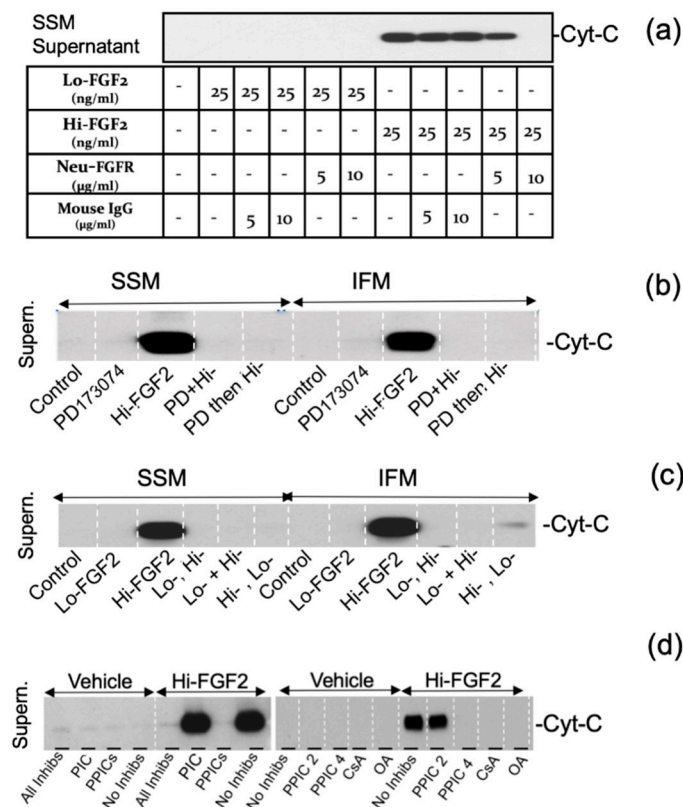 SSM
Supernatant
-Cyt-C
(a)
Lo-FGF2
(ng/ml)
- 25 25 25 25 25 - - - - -
Hi-FGF2
(ng/ml)
- - - - - - 25 25 25 25 25
Neu-FGFR
(µg/ml)
- - - - 5 10 - - - 5 10
Mouse IgG
(µg/ml)
- - 5 10 - - - 5 10 - -
SSM IFM
(b)
Supern.
-Cyt-C
Control PD173074 Hi-FGF2 PD+Hi- PD then Hi- Control PD173074 Hi-FGF2 PD+Hi- PD then Hi-
SSM IFM
(c)
Supern.
-Cyt-C
Control Lo-FGF2 Hi-FGF2 Lo-, Hi- Lo- + Hi- Hi- , Lo- Control Lo-FGF2 Hi-FGF2 Lo-, Hi- Lo- + Hi- Hi- , Lo-
(d)
Vehicle Hi-FGF2 Vehicle Hi-FGF2
Supern.
-Cyt-C
All Inhibs PIC PPICs No Inhibs All Inhibs PIC PPICs No Inhibs No Inhibs PPIC 2 PPIC 4 CsA OA No Inhibs PPIC 2 PPIC 4 CsA OA